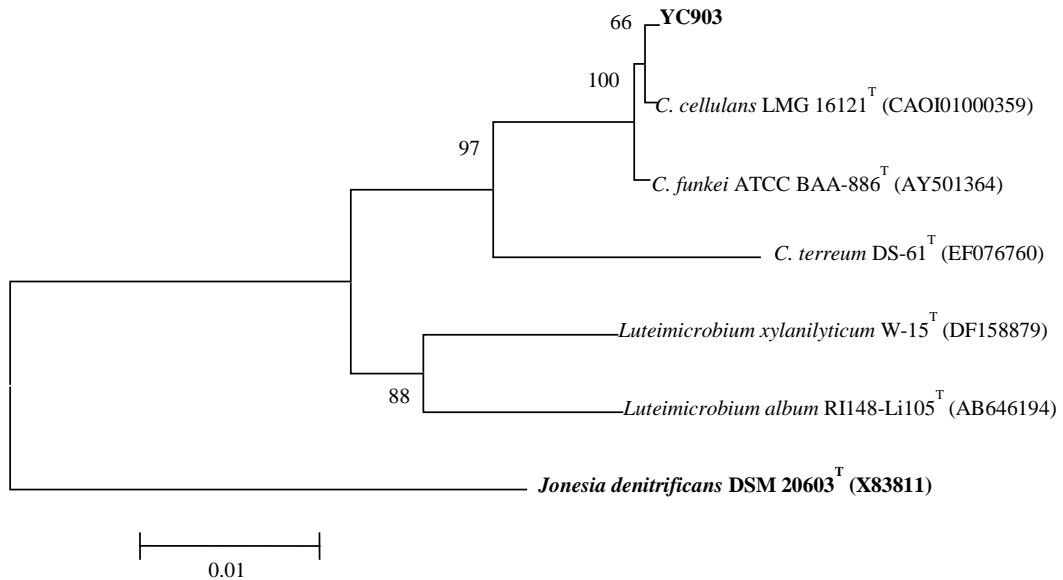 66
YC903
100
C. cellulans LMG 16121T (CAOI01000359)
97
C. funkei ATCC BAA-886T (AY501364)
C. terreum DS-61T (EF076760)
Luteimicrobium xylanilyticum W-15T (DF158879)
88
Luteimicrobium album RI148-Li105T (AB646194)
Jonesia denitrificans DSM 20603T (X83811)
0.01